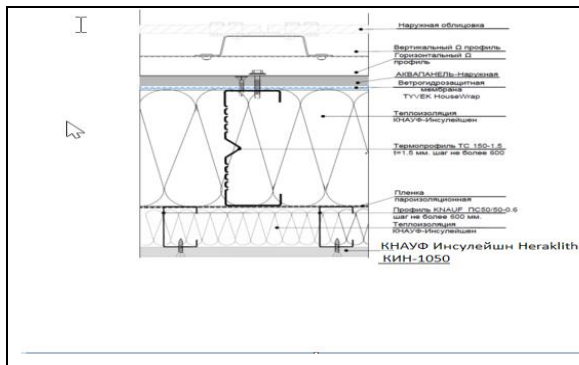 Наружная облицовка
Вертикальный Ω профиль
Горизонтальный Ω
профиль
АКВАПАНЕЛЬ-Наружная
Ветрогидрозащитная
мембрана
TYVEK HouseWrap
Теплоизоляция
КНАУФ-Инсулейшен
Термопрофиль ТС 150-1.5
t=1.5 мм. шаг не более 600
Пленка
пароизоляционная
Профиль KNAUF ПС50/50-0.6
шаг не более 600 мм.
Теплоизоляция
КНАУФ-Инсулейшен
КНАУФ Инсулейшн Heraklith
КИН-1050